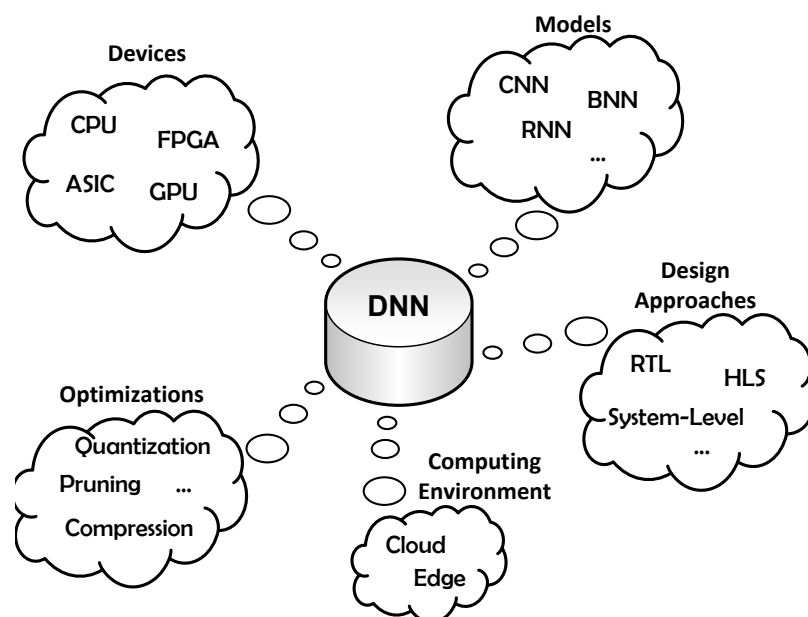 Devices
CPU
FPGA
ASIC
GPU
Models
CNN
BNN
RNN
...
DNN
Design
Approaches
RTL
HLS
System-Level
...
Optimizations
Quantization
Pruning ...
Compression
Computing
Environment
Cloud
Edge